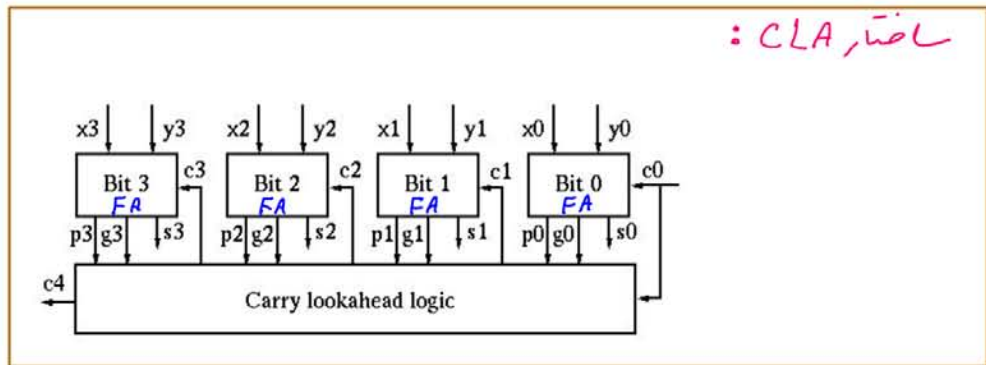 ساختار CLA :
x3 y3 x2 y2 x1 y1 x0 y0
c3 c2 c1 c0
Bit 3 Bit 2 Bit 1 Bit 0
FA FA FA FA
p3 g3 s3 p2 g2 s2 p1 g1 s1 p0 g0 s0
c4
Carry lookahead logic